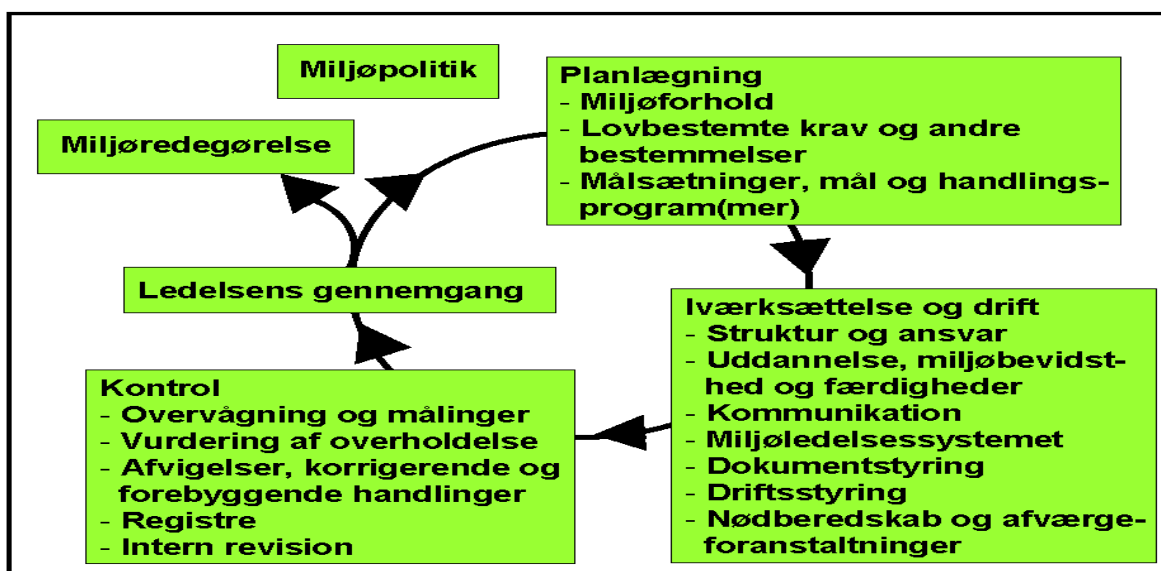 Miljøpolitik
Miljøredegørelse
Planlægning
- Miljøforhold
- Lovbestemte krav og andre
bestemmelser
- Målsætninger, mål og handlings-
program(mer)
Ledelsens gennemgang
Iværksættelse og drift
- Struktur og ansvar
- Uddannelse, miljøbevidst-
hed og færdigheder
- Kommunikation
- Miljøledelsessystemet
- Dokumentstyring
- Driftsstyring
- Nødberedskab og afværge-
foranstaltninger
Kontrol
- Overvågning og målinger
- Vurdering af overholdelse
- Afvigelser, korrigerende og
forebyggende handlinger
- Registre
- Intern revision